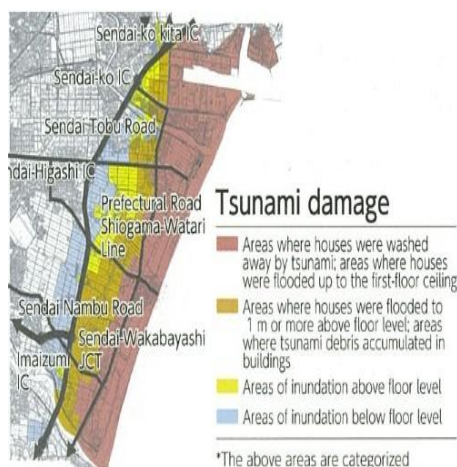 Sendai-ko kita IC
Sendai-ko IC
Sendai Tobu Road
ndai-Higashi IC
Prefectural Road
Shiogama-Watari
Line
Sendai Nambu Road
Sendai-Wakabayashi
JCT
Imaizumi
IC
Tsunami damage
Areas where houses were washed
away by tsunami; areas where houses
were flooded up to the first-floor ceiling
Areas where houses were flooded to
1 m or more above floor level; areas
where tsunami debris accumulated in
buildings
Areas of inundation above floor level
Areas of inundation below floor level
*The above areas are categorized